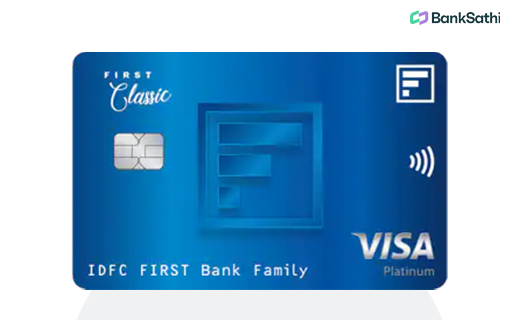 BankSathi
FIRST
Classic
VISA
Platinum
IDFC FIRST Bank Family